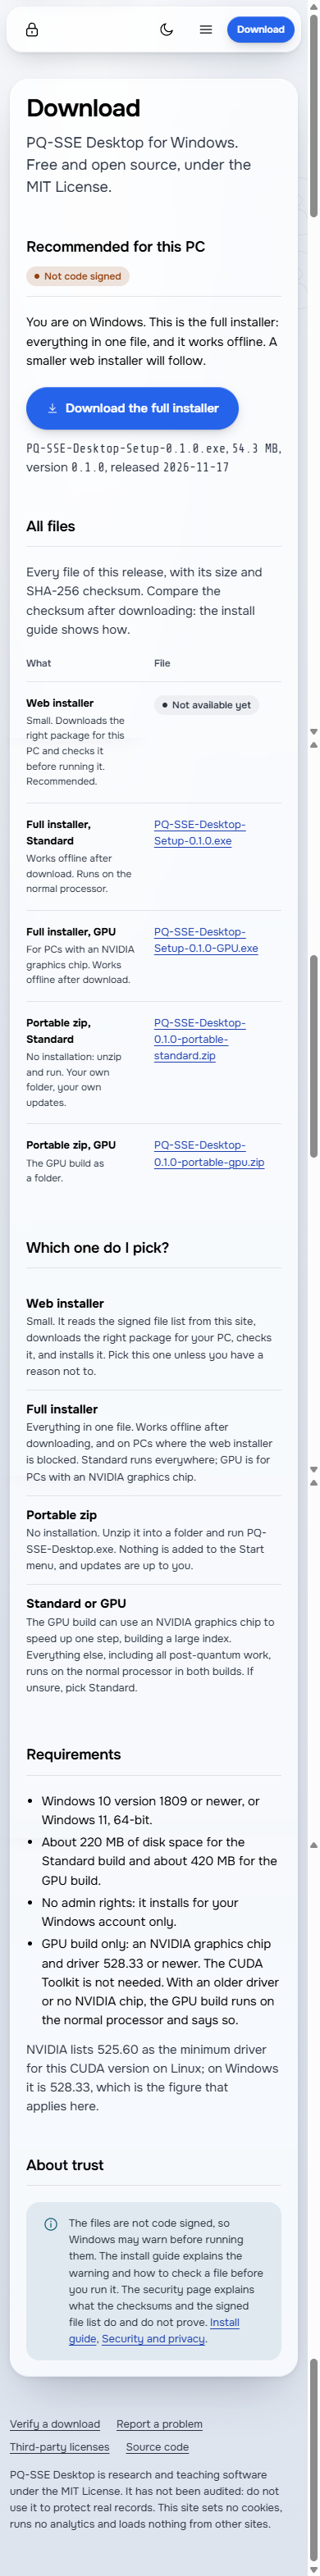 Download
Download
PQ-SSE Desktop for Windows.
Free and open source, under the
MIT License.
Recommended for this PC
Not code signed
You are on Windows. This is the full installer:
everything in one file, and it works offline. A
smaller web installer will follow.
Download the full installer
PQ-SSE-Desktop-Setup-0.1.0.exe, 54.3 MB,
version 0.1.0, released 2026-11-17
All files
Every file of this release, with its size and
SHA-256 checksum. Compare the
checksum after downloading: the install
guide shows how.
What File
Web installer Not available yet
Small. Downloads the
right package for this
PC and checks it
before running it.
Recommended.
Full installer, PQ-SSE-Desktop-
Standard Setup-0.1.0.exe
Works offline after
download. Runs on the
normal processor.
Full installer, GPU PQ-SSE-Desktop-
For PCs with an NVIDIA Setup-0.1.0-GPU.exe
graphics chip. Works
offline after download.
Portable zip, PQ-SSE-Desktop-
Standard 0.1.0-portable-
No installation: unzip standard.zip
and run. Your own
folder, your own
updates.
Portable zip, GPU PQ-SSE-Desktop-
The GPU build as 0.1.0-portable-gpu.zip
a folder.
Which one do I pick?
Web installer
Small. It reads the signed file list from this site,
downloads the right package for your PC, checks
it, and installs it. Pick this one unless you have a
reason not to.
Full installer
Everything in one file. Works offline after
downloading, and on PCs where the web installer
is blocked. Standard runs everywhere; GPU is for
PCs with an NVIDIA graphics chip.
Portable zip
No installation. Unzip it into a folder and run PQ-
SSE-Desktop.exe. Nothing is added to the Start
menu, and updates are up to you.
Standard or GPU
The GPU build can use an NVIDIA graphics chip to
speed up one step, building a large index.
Everything else, including all post-quantum work,
runs on the normal processor in both builds. If
unsure, pick Standard.
Requirements
• Windows 10 version 1809 or newer, or
Windows 11, 64-bit.
• About 220 MB of disk space for the
Standard build and about 420 MB for the
GPU build.
• No admin rights: it installs for your
Windows account only.
• GPU build only: an NVIDIA graphics chip
and driver 528.33 or newer. The CUDA
Toolkit is not needed. With an older driver
or no NVIDIA chip, the GPU build runs on
the normal processor and says so.
NVIDIA lists 525.60 as the minimum driver
for this CUDA version on Linux; on Windows
it is 528.33, which is the figure that
applies here.
About trust
The files are not code signed, so
Windows may warn before running
them. The install guide explains the
warning and how to check a file before
you run it. The security page explains
what the checksums and the signed
file list do and do not prove. Install
guide, Security and privacy.
Verify a download Report a problem
Third-party licenses Source code
PQ-SSE Desktop is research and teaching software
under the MIT License. It has not been audited: do not
use it to protect real records. This site sets no cookies,
runs no analytics and loads nothing from other sites.